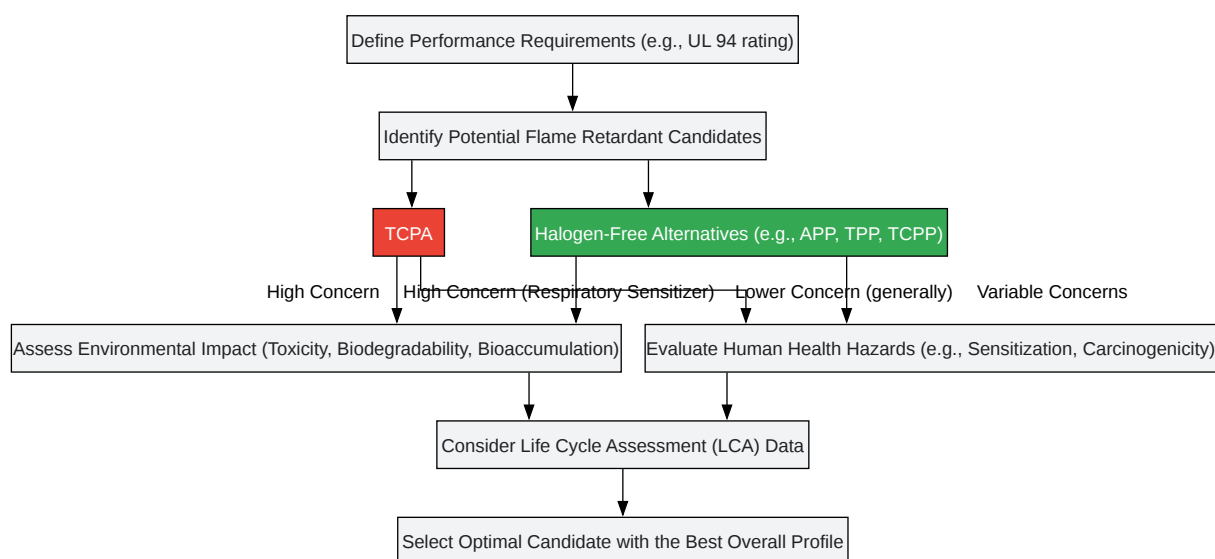 Define Performance Requirements (e.g., UL 94 rating)
Identify Potential Flame Retardant Candidates
TCPA
Halogen-Free Alternatives (e.g., APP, TPP, TCPP)
High Concern
High Concern (Respiratory Sensitizer)
Lower Concern (generally)
Variable Concerns
Assess Environmental Impact (Toxicity, Biodegradability, Bioaccumulation)
Evaluate Human Health Hazards (e.g., Sensitization, Carcinogenicity)
Consider Life Cycle Assessment (LCA) Data
Select Optimal Candidate with the Best Overall Profile